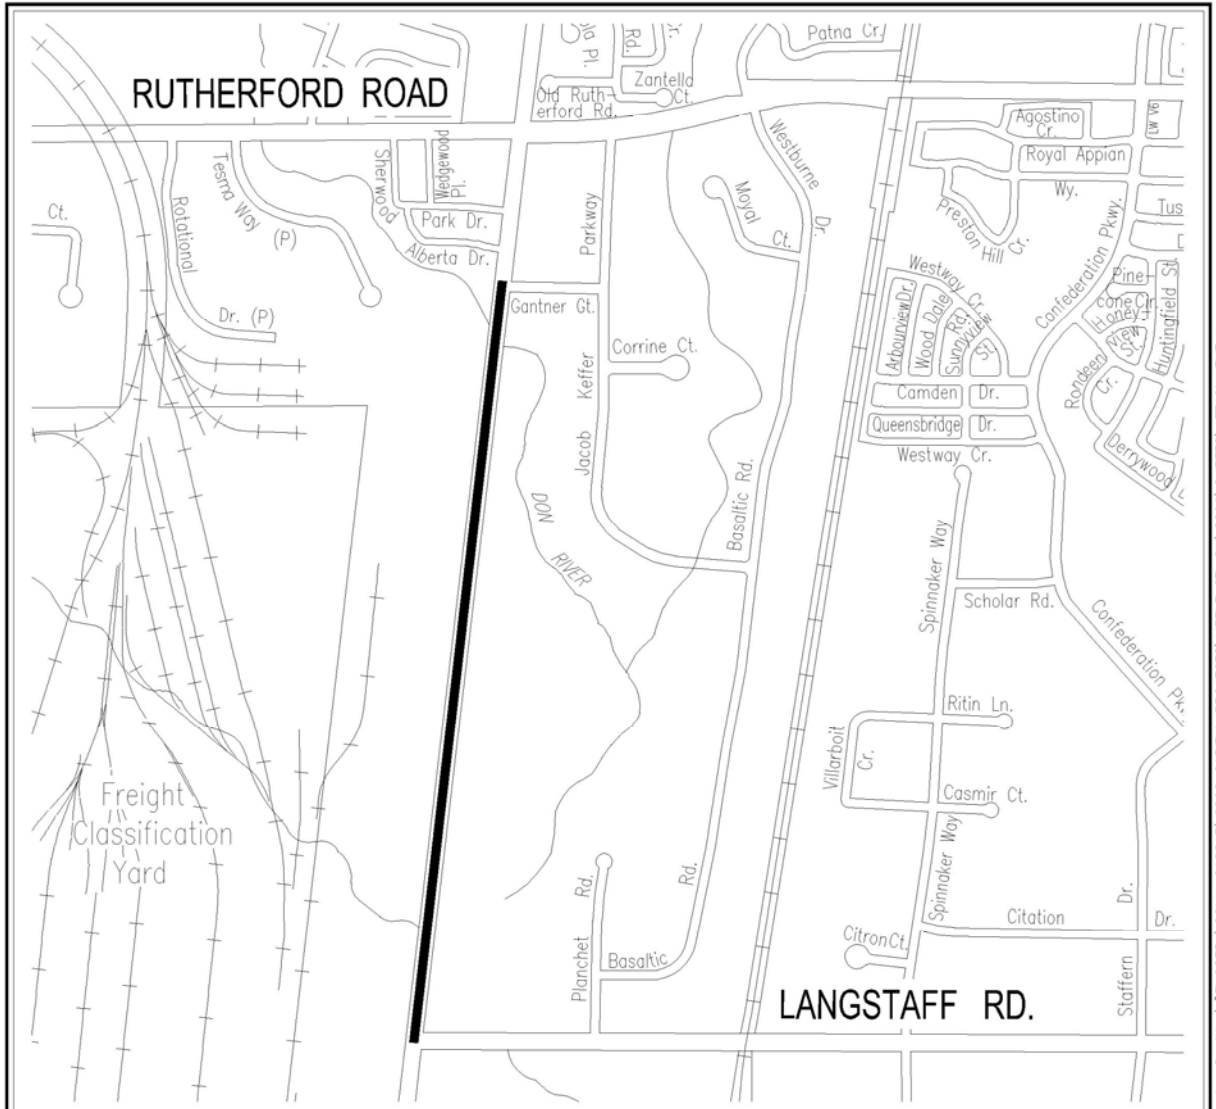 Patna Cr.
Rd.
Zantella
Ct.
Old Ruth-
erford Rd.
RUTHERFORD ROAD
Agostino
Cr.
Royal Appian
Wy.
Wedgewood
Pl.
Sherwood
Park Dr.
Alberta Dr.
Tesma Way
(P)
Rotational
Dr. (P)
Ct.
Parkway
Westburne
Dr.
Moyal
Ct.
Preston Hill Cr.
Confederation Pkwy.
Tus
Pine-
cone Cir.
Honey-
view
St.
Huntingfield St.
Westway Cr.
Arbourview Dr.
Wood Dale
Rd.
Sunnyview
St.
Gantner Gt.
Corrine Ct.
Jacob Keffer
Camden Dr.
Queensbridge Dr.
Westway Cr.
Rondeen
Cr.
Derrywood
Basaltic Rd.
DON
RIVER
Spinnaker Way
Scholar Rd.
Confederation Pkw.
Ritin Ln.
Villarboit
Cr.
Casmir Ct.
Freight
Classification
Yard
Spinnaker Way
Rd.
Planchet Rd.
Basaltic
Citation Dr.
Citron Ct.
Staffern Dr.
LANGSTAFF RD.